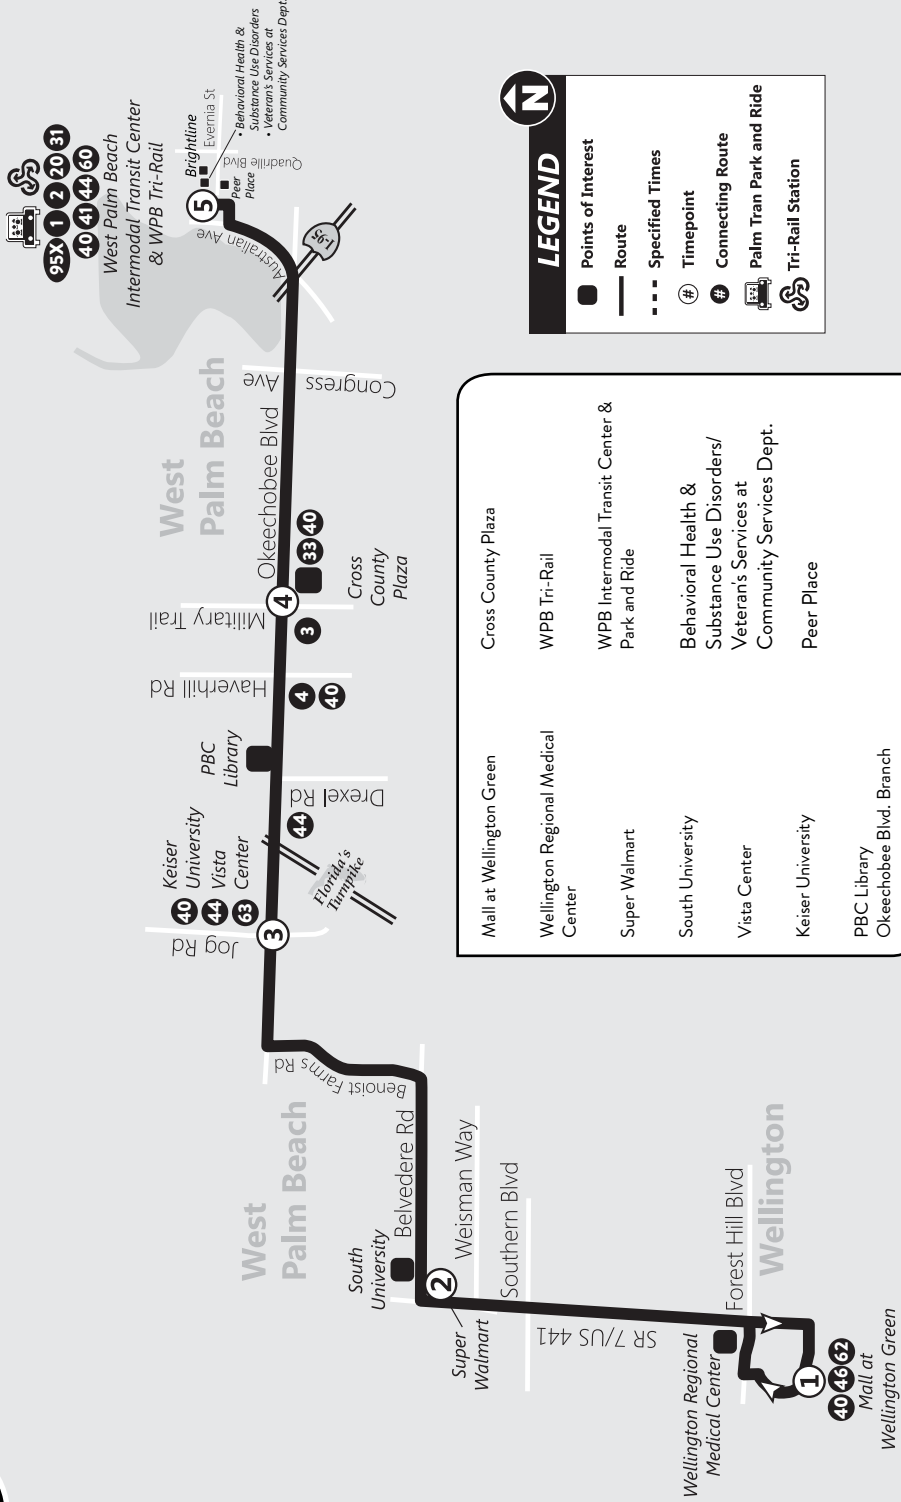 95X 1 2 20 31
40 41 44 60
West Palm Beach
Intermodal Transit Center
& WPB Tri-Rail
Brightline
Evernia St
• Behavioral Health &
Substance Use Disorders
• Veteran's Services at
Community Services Dept.
Quadrille Blvd
Peer
Place
5
Australian Ave
I-95
West
Palm Beach
Congress
Ave
Okeechobee Blvd
33 40
Cross
County
Plaza
4
Military Trail
3
Haverhill Rd
4
40
PBC
Library
Drexel Rd
44
Florida's
Turnpike
Keiser
University
Vista
Center
40
44
63
3
Jog Rd
Benoist Farms Rd
West
Palm Beach
Belvedere Rd
South
University
2
Super
Walmart
Weisman Way
Southern Blvd
SR 7/US 441
Forest Hill Blvd
Wellington
Wellington Regional
Medical Center
1
40 46 62
Mall at
Wellington Green
N
LEGEND
Points of Interest
Route
Specified Times
# Timepoint
# Connecting Route
Palm Tran Park and Ride
Tri-Rail Station
Mall at Wellington Green
Wellington Regional Medical
Center
Super Walmart
South University
Vista Center
Keiser University
PBC Library
Okeechobee Blvd. Branch
Cross County Plaza
WPB Tri-Rail
WPB Intermodal Transit Center &
Park and Ride
Behavioral Health &
Substance Use Disorders/
Veteran's Services at
Community Services Dept.
Peer Place